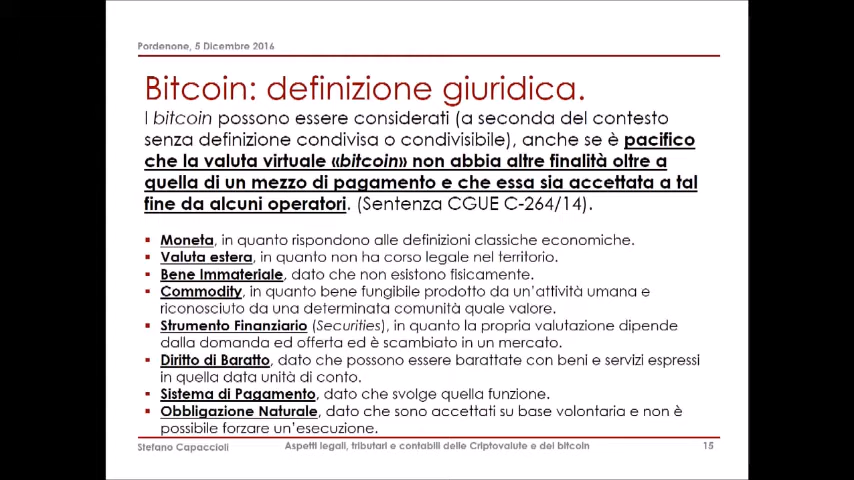 Pordenone, 5 Dicembre 2016
Bitcoin: definizione giuridica.
I bitcoin possono essere considerati (a seconda del contesto
senza definizione condivisa o condivisibile), anche se è pacifico
che la valuta virtuale «bitcoin» non abbia altre finalità oltre a
quella di un mezzo di pagamento e che essa sia accettata a tal
fine da alcuni operatori. (Sentenza CGUE C-264/14).
▪ Moneta, in quanto rispondono alle definizioni classiche economiche.
▪ Valuta estera, in quanto non ha corso legale nel territorio.
▪ Bene Immateriale, dato che non esistono fisicamente.
▪ Commodity, in quanto bene fungibile prodotto da un'attività umana e
riconosciuto da una determinata comunità quale valore.
▪ Strumento Finanziario (Securities), in quanto la propria valutazione dipende
dalla domanda ed offerta ed è scambiato in un mercato.
▪ Diritto di Baratto, dato che possono essere barattate con beni e servizi espressi
in quella data unità di conto.
▪ Sistema di Pagamento, dato che svolge quella funzione.
▪ Obbligazione Naturale, dato che sono accettati su base volontaria e non è
possibile forzare un'esecuzione.
Stefano Capaccioli Aspetti legali, tributari e contabili delle Criptovalute e dei bitcoin 15